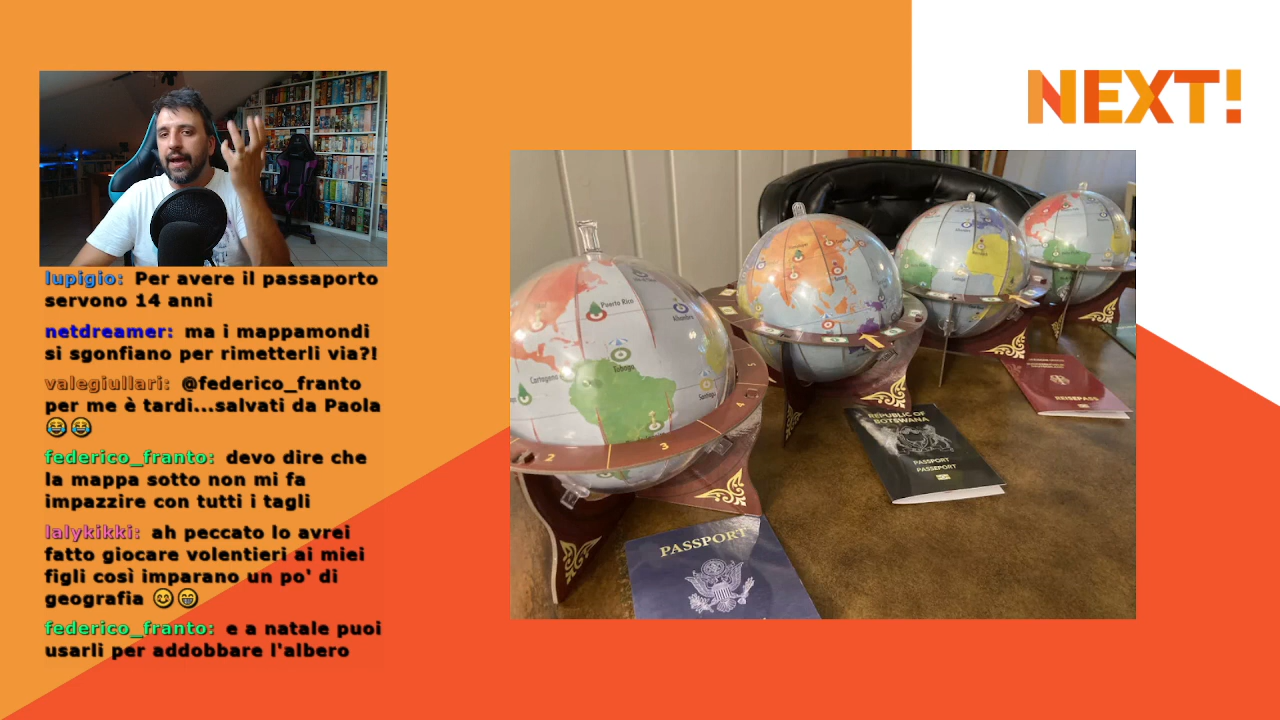 NEXT!
lupigio: Per avere il passaporto
servono 14 anni
netdreamer: ma i mappamondi
si sgonfiano per rimetterli via?!
valegiullari: @federico_franto
per me è tardi...salvati da Paola
😂😂
federico_franto: devo dire che
la mappa sotto non mi fa
impazzire con tutti i tagli
lalykikki: ah peccato lo avrei
fatto giocare volentieri ai miei
figli così imparano un po' di
geografia 😊😁
federico_franto: e a natale puoi
usarli per addobbare l'albero
Puerto Rico
Alhambra
Tobago
Cartagena
Santiago
2
3
4
5
PASSPORT
REPUBLIC OF
BOTSWANA
PASSPORT
PASSEPORT
REISEPASS